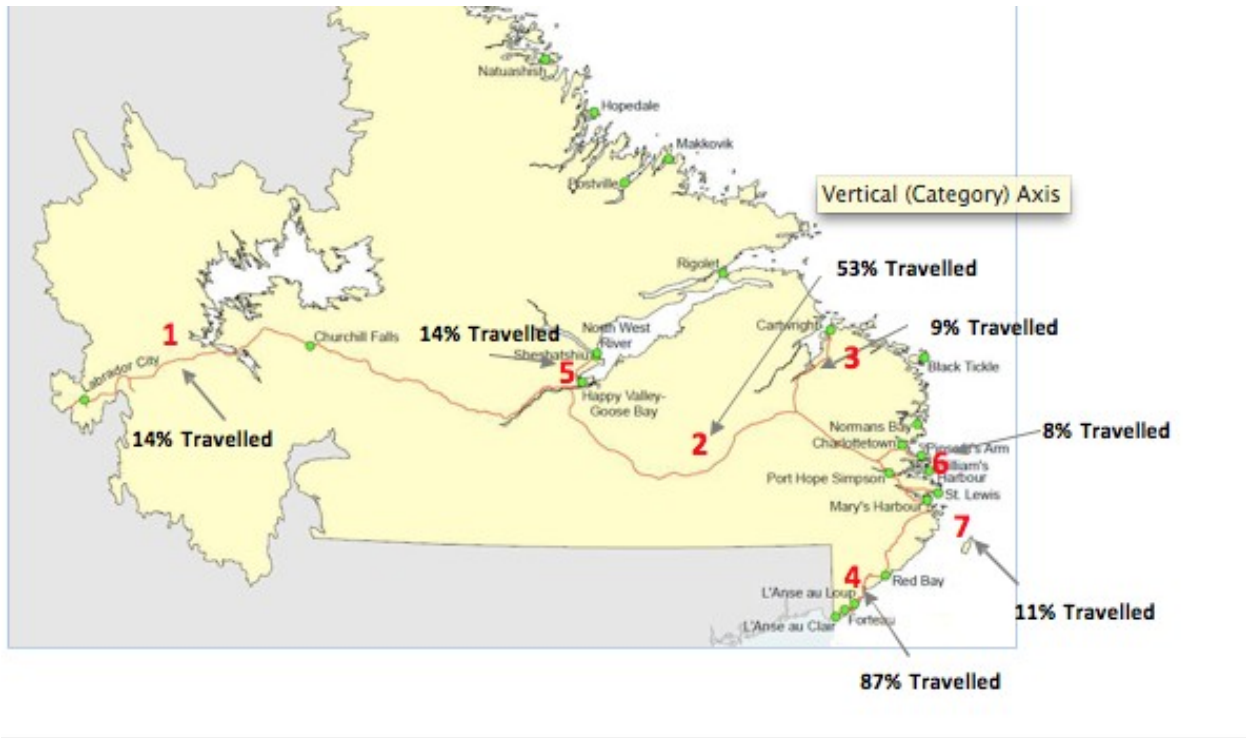 Natuashish
Hopedale
Makkovik
Postville
Vertical (Category) Axis
Rigolet
53% Travelled
1
Churchill Falls
14% Travelled
North West
River
Sheshatshiu
Cartwright
9% Travelled
3
Black Tickle
Labrador City
5
Happy Valley-
Goose Bay
14% Travelled
2
Normans Bay
Charlottetown
8% Travelled
6
Harbour
Port Hope Simpson
St. Lewis
Mary's Harbour
7
4
Red Bay
L'Anse au Loup
11% Travelled
L'Anse au Clair
Forteau
87% Travelled